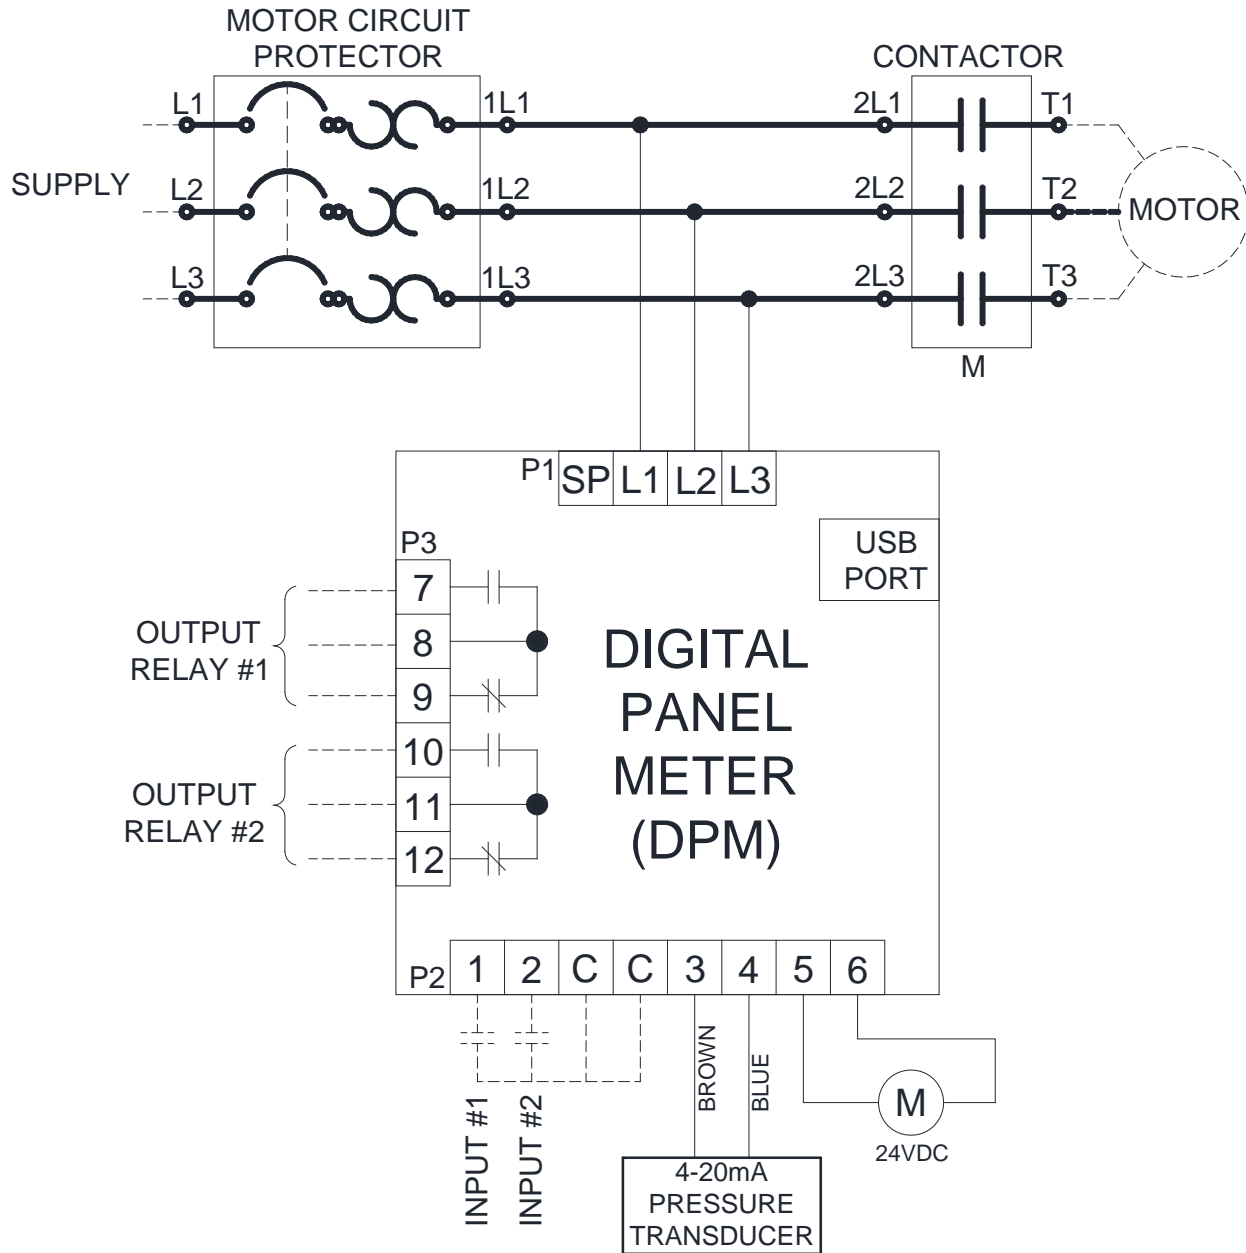 MOTOR CIRCUIT
PROTECTOR
CONTACTOR
L1
1L1
2L1
T1
SUPPLY
L2
1L2
2L2
T2
MOTOR
L3
1L3
2L3
T3
M
P1
SP
L1
L2
L3
USB
PORT
P3
7
8
9
10
11
12
OUTPUT
RELAY #1
OUTPUT
RELAY #2
DIGITAL
PANEL
METER
(DPM)
P2
1
2
C
C
3
4
5
6
INPUT #1
INPUT #2
BROWN
BLUE
M
24VDC
4-20mA
PRESSURE
TRANSDUCER